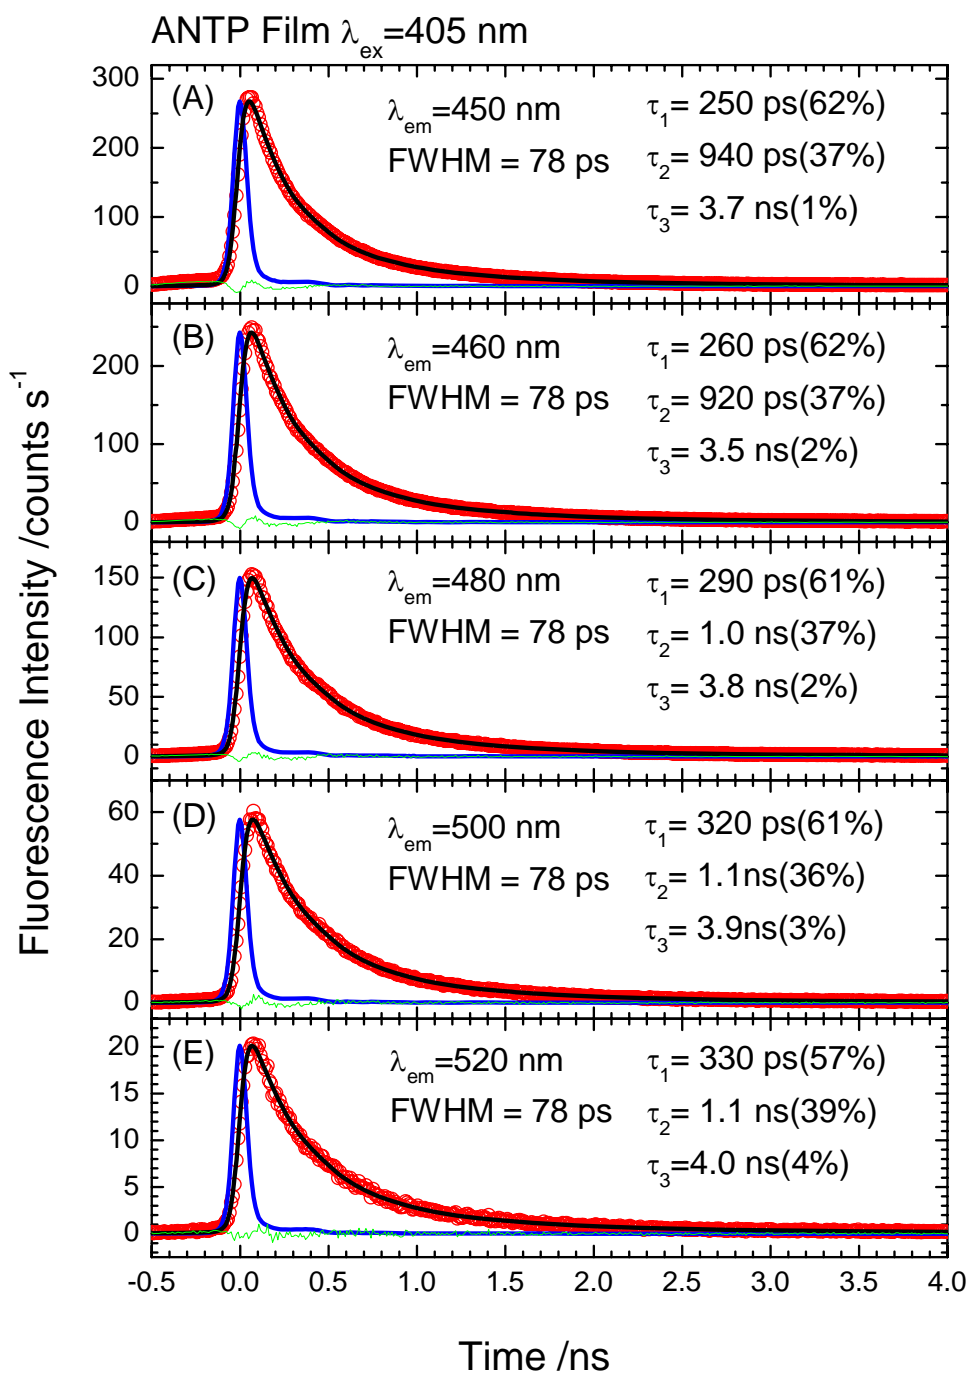 ANTP Film λex=405 nm
300
200
100
0
(A)
λem=450 nm
FWHM = 78 ps
τ1= 250 ps(62%)
τ2= 940 ps(37%)
τ3= 3.7 ns(1%)
200
100
0
(B)
λem=460 nm
FWHM = 78 ps
τ1= 260 ps(62%)
τ2= 920 ps(37%)
τ3= 3.5 ns(2%)
150
100
50
0
(C)
λem=480 nm
FWHM = 78 ps
τ1= 290 ps(61%)
τ2= 1.0 ns(37%)
τ3= 3.8 ns(2%)
60
40
20
0
(D)
λem=500 nm
FWHM = 78 ps
τ1= 320 ps(61%)
τ2= 1.1ns(36%)
τ3= 3.9ns(3%)
20
15
10
5
0
(E)
λem=520 nm
FWHM = 78 ps
τ1= 330 ps(57%)
τ2= 1.1 ns(39%)
τ3=4.0 ns(4%)
-0.5 0.0 0.5 1.0 1.5 2.0 2.5 3.0 3.5 4.0
Time /ns
Fluorescence Intensity /counts s-1